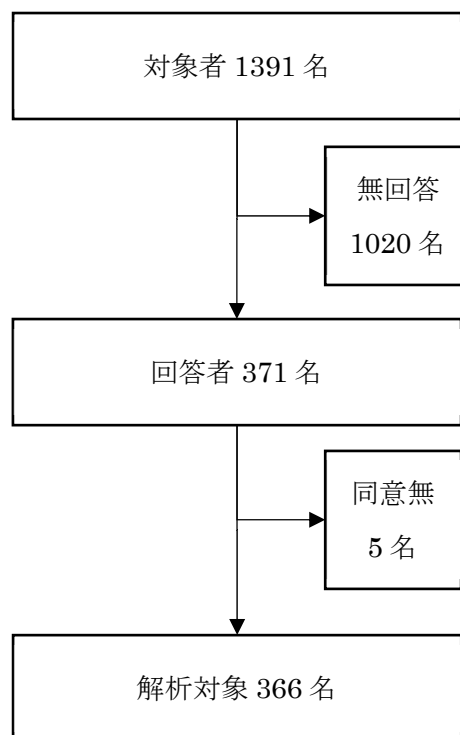 対象者 1391 名
無回答
1020 名
回答者 371 名
同意無
5 名
解析対象 366 名